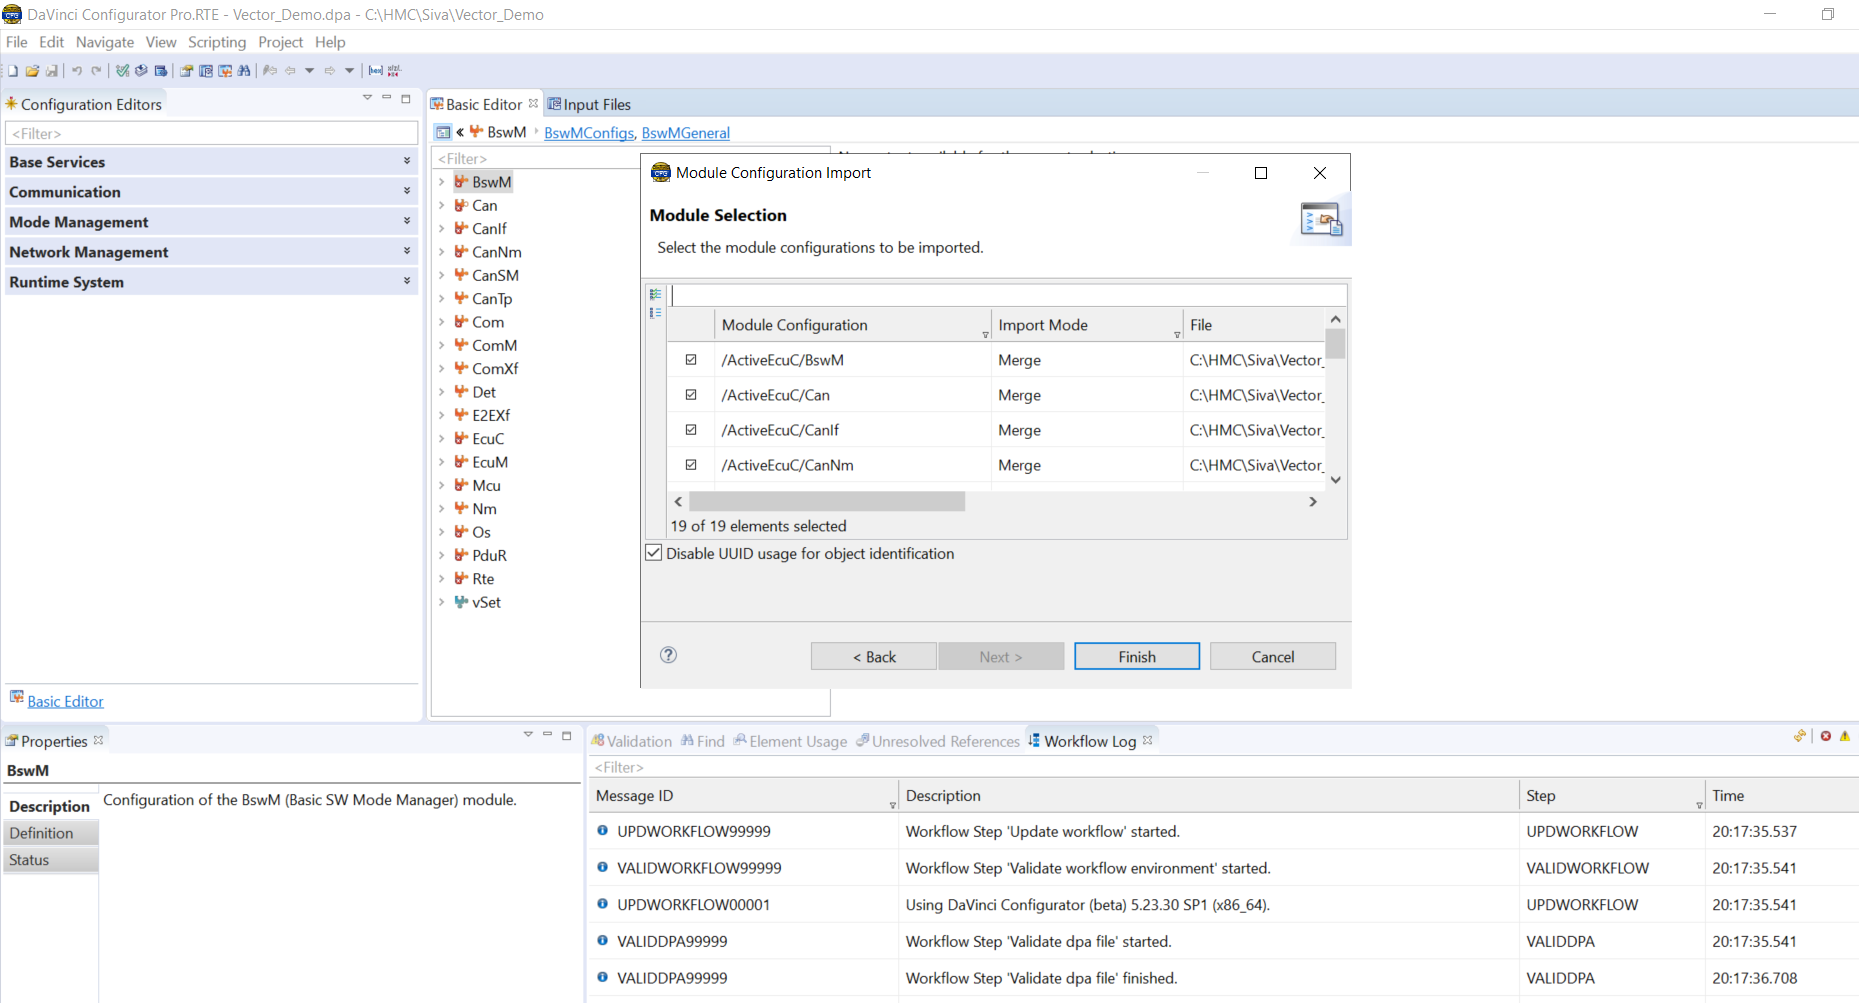 DaVinci Configurator Pro.RTE - Vector_Demo.dpa - C:\HMC\Siva\Vector_Demo
File Edit Navigate View Scripting Project Help
Configuration Editors
<Filter>
Base Services
Communication
Mode Management
Network Management
Runtime System
Basic Editor
Basic Editor Input Files
BswM BswMConfigs, BswMGeneral
<Filter>
BswM
Can
CanIf
CanNm
CanSM
CanTp
Com
ComM
ComXf
Det
E2EXf
EcuC
EcuM
Mcu
Nm
Os
PduR
Rte
vSet
Module Configuration Import
Module Selection
Select the module configurations to be imported.
Module Configuration Import Mode File
/ActiveEcuC/BswM Merge C:\HMC\Siva\Vector_
/ActiveEcuC/Can Merge C:\HMC\Siva\Vector_
/ActiveEcuC/CanIf Merge C:\HMC\Siva\Vector_
/ActiveEcuC/CanNm Merge C:\HMC\Siva\Vector_
19 of 19 elements selected
Disable UUID usage for object identification
< Back Next > Finish Cancel
Properties
BswM
Description
Definition
Status
Configuration of the BswM (Basic SW Mode Manager) module.
Validation Find Element Usage Unresolved References Workflow Log
<Filter>
Message ID Description Step Time
UPDWORKFLOW99999 Workflow Step 'Update workflow' started. UPDWORKFLOW 20:17:35.537
VALIDWORKFLOW99999 Workflow Step 'Validate workflow environment' started. VALIDWORKFLOW 20:17:35.541
UPDWORKFLOW00001 Using DaVinci Configurator (beta) 5.23.30 SP1 (x86_64). UPDWORKFLOW 20:17:35.541
VALIDDPA99999 Workflow Step 'Validate dpa file' started. VALIDDPA 20:17:35.541
VALIDDPA99999 Workflow Step 'Validate dpa file' finished. VALIDDPA 20:17:36.708